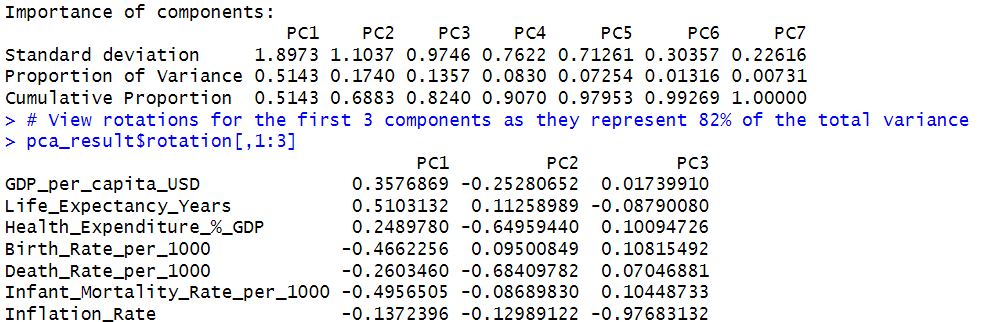 Importance of components:
                          PC1    PC2    PC3    PC4     PC5     PC6     PC7
Standard deviation     1.8973 1.1037 0.9746 0.7622 0.71261 0.30357 0.22616
Proportion of Variance 0.5143 0.1740 0.1357 0.0830 0.07254 0.01316 0.00731
Cumulative Proportion  0.5143 0.6883 0.8240 0.9070 0.97953 0.99269 1.00000
> # View rotations for the first 3 components as they represent 82% of the total variance
> pca_result$rotation[,1:3]
                                  PC1         PC2         PC3
GDP_per_capita_USD              0.3576869 -0.25280652  0.01739910
Life_Expectancy_Years           0.5103132  0.11258989 -0.08790080
Health_Expenditure_%_GDP        0.2489780 -0.64959440  0.10094726
Birth_Rate_per_1000            -0.4662256  0.09500849  0.10815492
Death_Rate_per_1000            -0.2603460 -0.68409782  0.07046881
Infant_Mortality_Rate_per_1000 -0.4956505 -0.08689830  0.10448733
Inflation_Rate                 -0.1372396 -0.12989122 -0.97683132